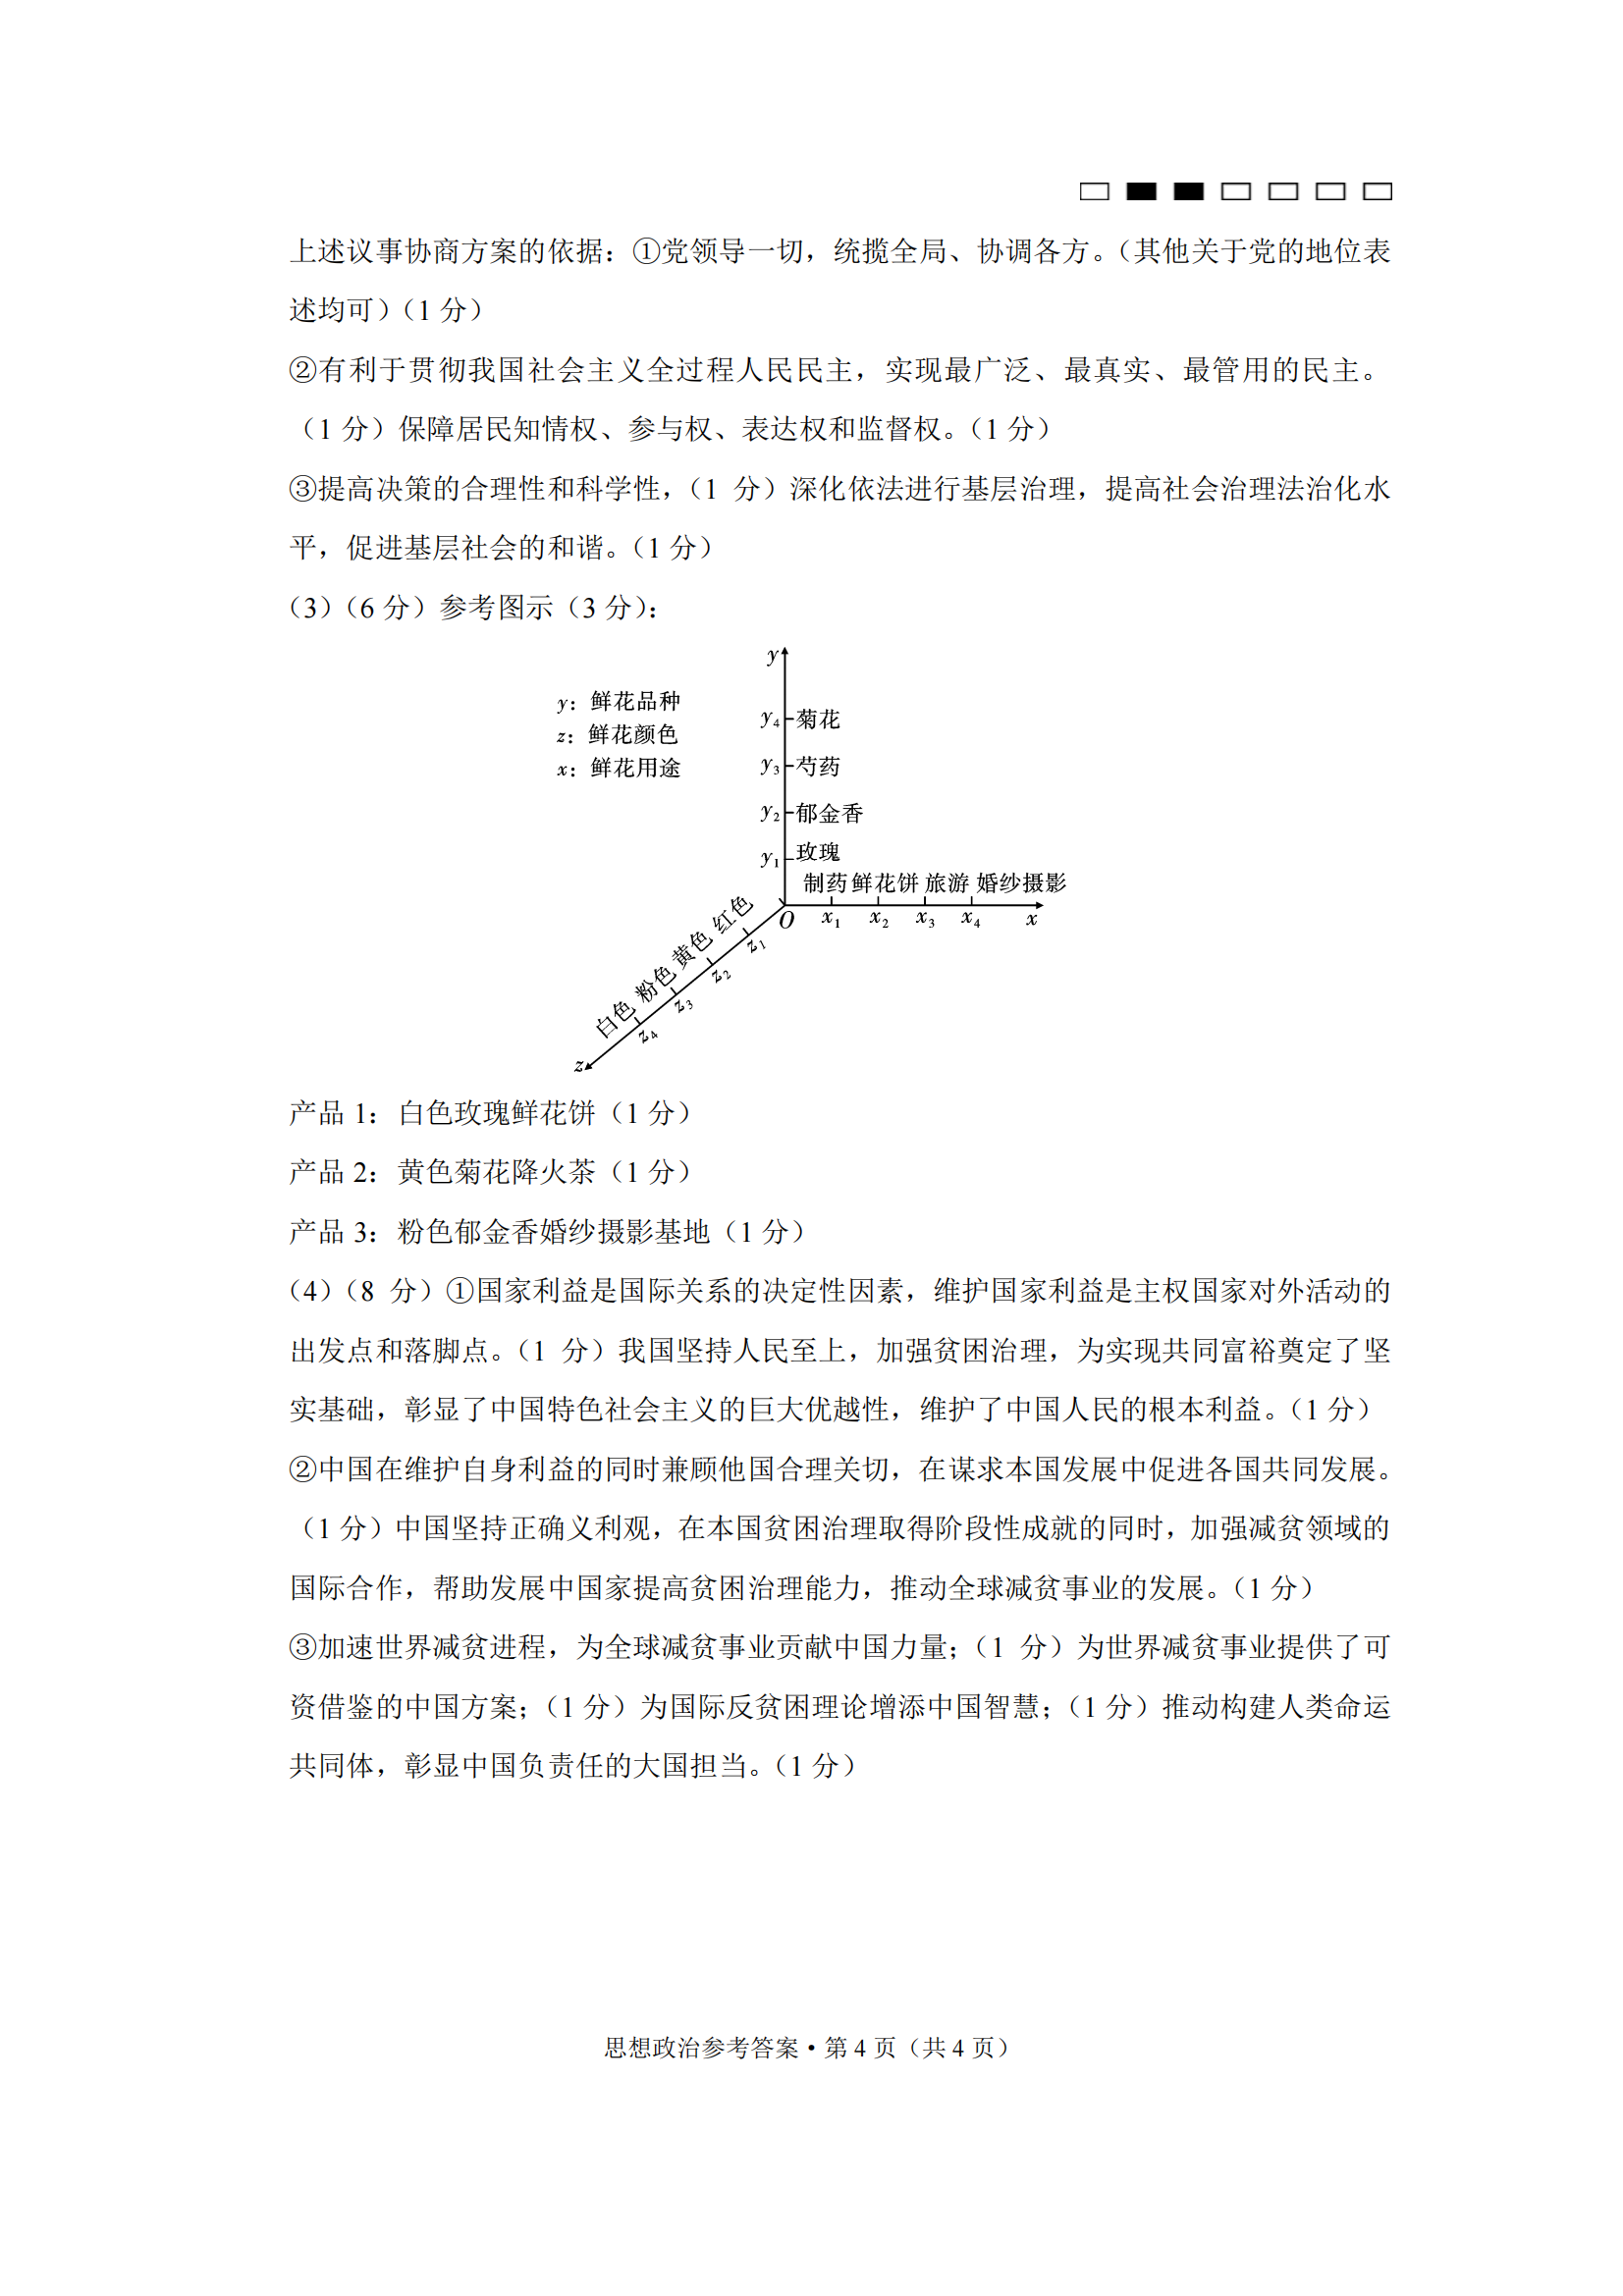 上述议事协商方案的依据：①党领导一切，统揽全局、协调各方。（其他关于党的地位表
述均可）（1 分）
②有利于贯彻我国社会主义全过程人民民主，实现最广泛、最真实、最管用的民主。
（1 分）保障居民知情权、参与权、表达权和监督权。（1 分）
③提高决策的合理性和科学性，（1 分）深化依法进行基层治理，提高社会治理法治化水
平，促进基层社会的和谐。（1 分）
（3）（6 分）参考图示（3 分）：
y
y：鲜花品种
z：鲜花颜色
x：鲜花用途
y4 菊花
y3 芍药
y2 郁金香
y1 玫瑰
制药 鲜花饼 旅游 婚纱摄影
O x1 x2 x3 x4 x
白色 粉色 黄色 红色
z1
z2
z3
z4
z
产品 1：白色玫瑰鲜花饼（1 分）
产品 2：黄色菊花降火茶（1 分）
产品 3：粉色郁金香婚纱摄影基地（1 分）
（4）（8 分）①国家利益是国际关系的决定性因素，维护国家利益是主权国家对外活动的
出发点和落脚点。（1 分）我国坚持人民至上，加强贫困治理，为实现共同富裕奠定了坚
实基础，彰显了中国特色社会主义的巨大优越性，维护了中国人民的根本利益。（1 分）
②中国在维护自身利益的同时兼顾他国合理关切，在谋求本国发展中促进各国共同发展。
（1 分）中国坚持正确义利观，在本国贫困治理取得阶段性成就的同时，加强减贫领域的
国际合作，帮助发展中国家提高贫困治理能力，推动全球减贫事业的发展。（1 分）
③加速世界减贫进程，为全球减贫事业贡献中国力量；（1 分）为世界减贫事业提供了可
资借鉴的中国方案；（1 分）为国际反贫困理论增添中国智慧；（1 分）推动构建人类命运
共同体，彰显中国负责任的大国担当。（1 分）
思想政治参考答案·第 4 页（共 4 页）